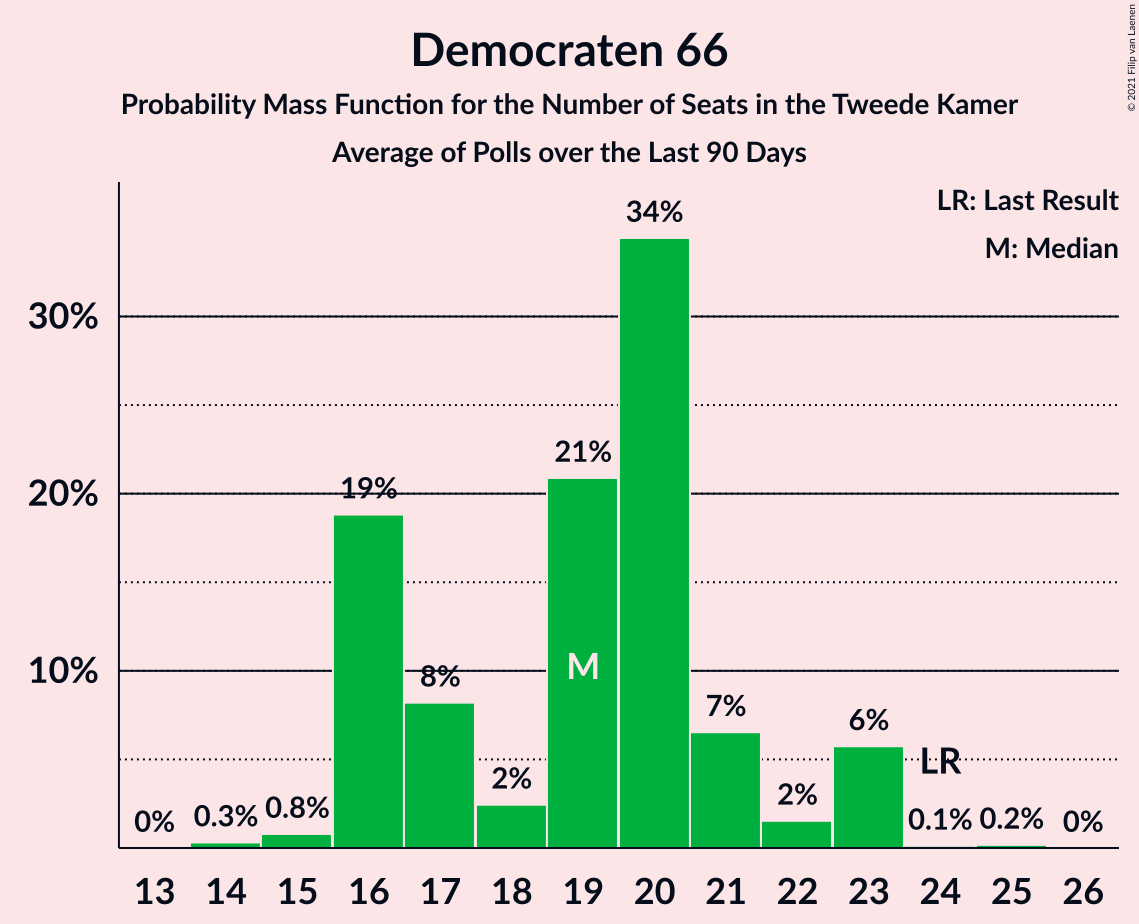 Democraten 66
Probability Mass Function for the Number of Seats in the Tweede Kamer
Average of Polls over the Last 90 Days
© 2021 Filip van Laenen
LR: Last Result
M: Median
30%
20%
10%
0%
0.3%
0.8%
19%
8%
2%
21%
M
34%
7%
2%
6%
LR
0.1%
0.2%
0%
13 14 15 16 17 18 19 20 21 22 23 24 25 26